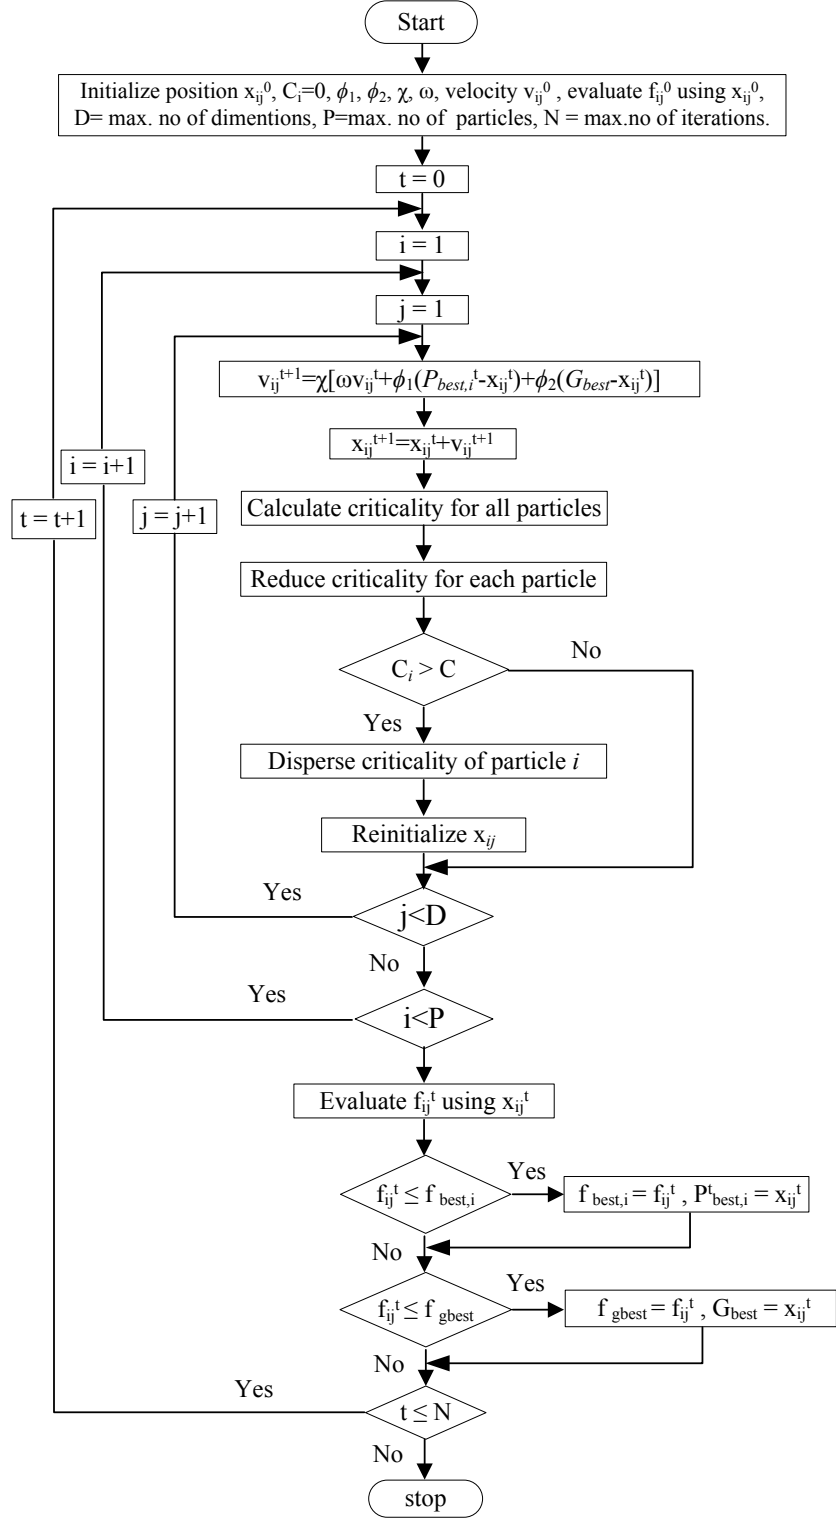 Start
Initialize position xᵢⱼ⁰, Cᵢ=0, ϕ₁, ϕ₂, χ, ω, velocity vᵢⱼ⁰ , evaluate fᵢⱼ⁰ using xᵢⱼ⁰,
D= max. no of dimentions, P=max. no of particles, N = max.no of iterations.
t = 0
i = 1
j = 1
vᵢⱼᵗ⁺¹=χ[ωvᵢⱼᵗ+ϕ₁(P_best,iᵗ-xᵢⱼᵗ)+ϕ₂(G_best-xᵢⱼᵗ)]
xᵢⱼᵗ⁺¹=xᵢⱼᵗ+vᵢⱼᵗ⁺¹
i = i+1
t = t+1
j = j+1
Calculate criticality for all particles
Reduce criticality for each particle
Cᵢ > C
No
Yes
Disperse criticality of particle i
Reinitialize xᵢⱼ
Yes
j<D
No
Yes
i<P
Evaluate fᵢⱼᵗ using xᵢⱼᵗ
fᵢⱼᵗ ≤ f best,i
Yes
f best,i = fᵢⱼᵗ , Pᵗbest,i = xᵢⱼᵗ
No
fᵢⱼᵗ ≤ f gbest
Yes
f gbest = fᵢⱼᵗ , Gbest = xᵢⱼᵗ
No
Yes
t ≤ N
No
stop